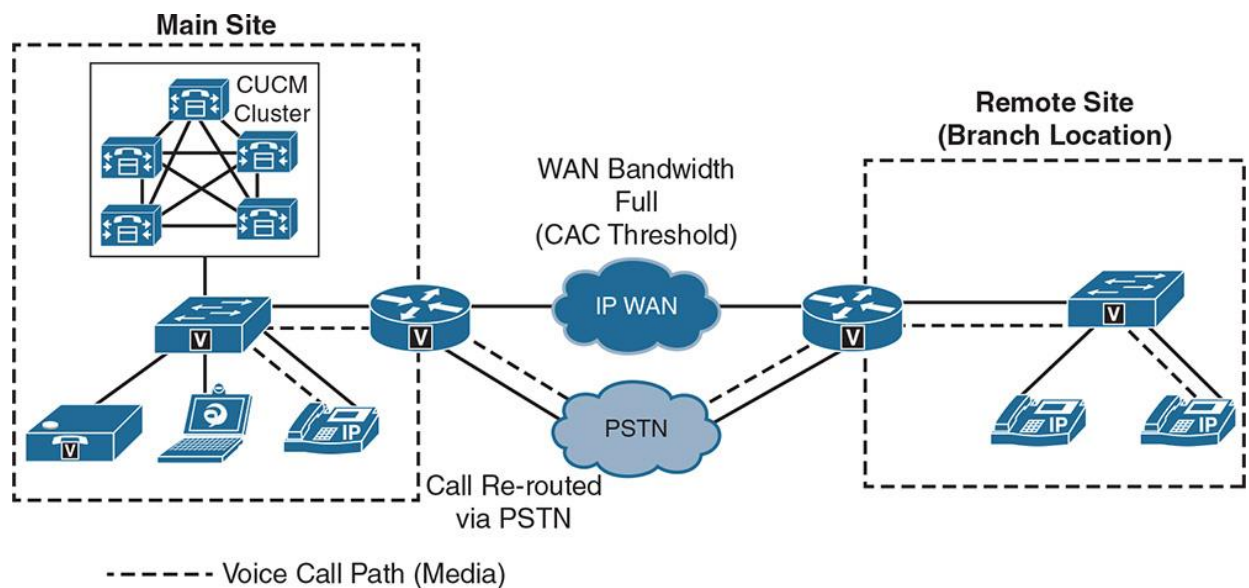 Main Site
CUCM
Cluster
Remote Site
(Branch Location)
WAN Bandwidth
Full
(CAC Threshold)
IP WAN
V
V
V
V
V
IP
IP
IP
PSTN
Call Re-routed
via PSTN
Voice Call Path (Media)